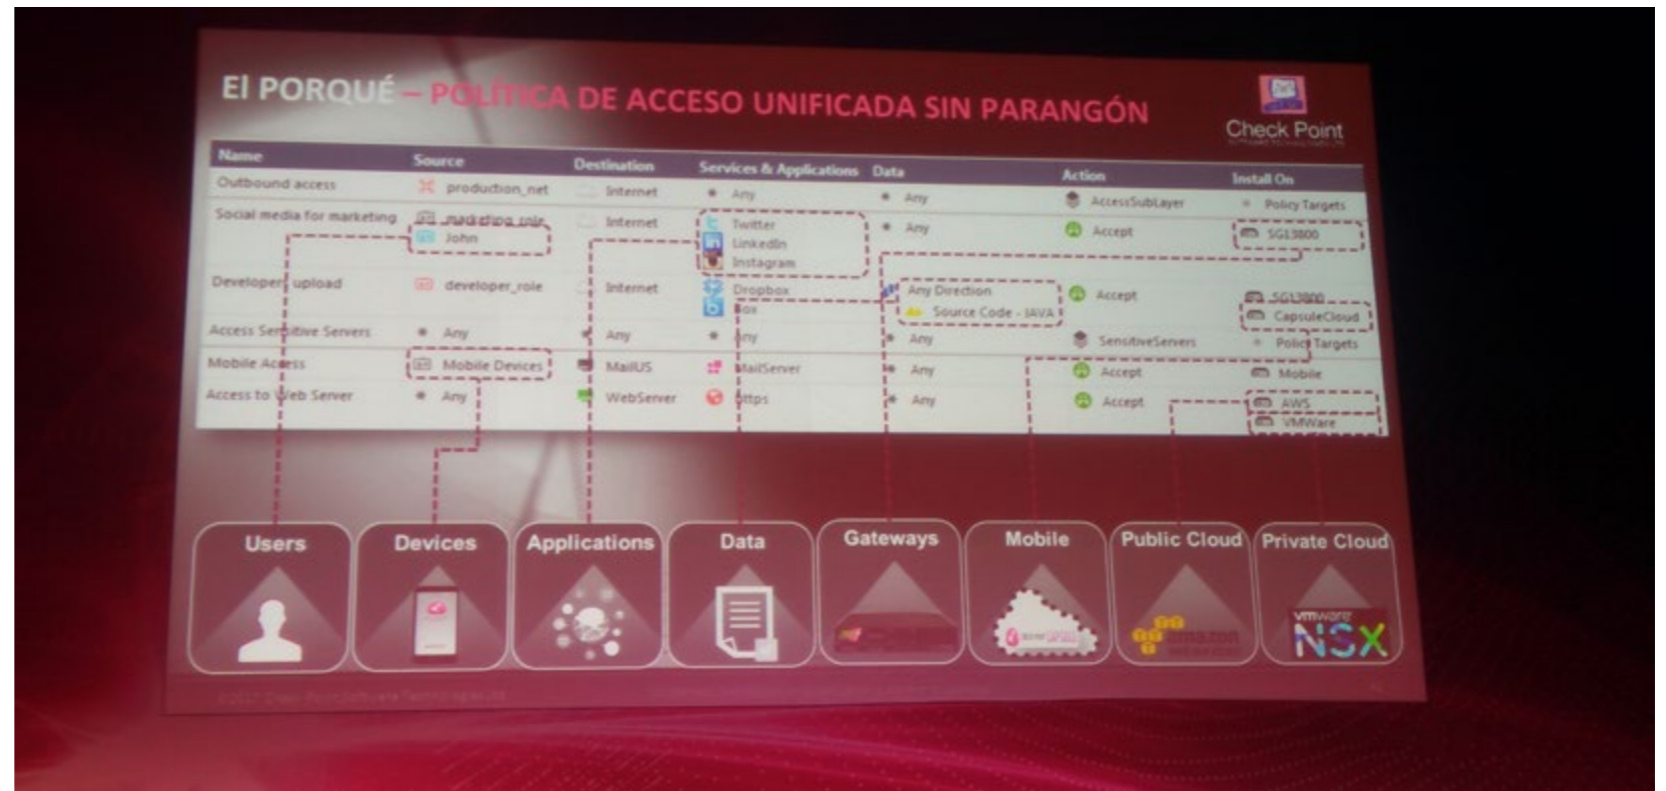 El PORQUÉ – POLÍTICA DE ACCESO UNIFICADA SIN PARANGÓN
Check Point
Name Source Destination Services & Applications Data Action Install On
Outbound access production_net Internet Any Any AccessSubLayer Policy Targets
Social media for marketing marketing_role Internet Twitter Any Accept SG13800
John LinkedIn
Instagram
Developer upload developer_role Internet Dropbox Any Direction Accept SG13800
Box Source Code - JAVA CapsuleCloud
Access Sensitive Servers Any Any Any Any SensitiveServers Policy Targets
Mobile Access Mobile Devices MailUS MailServer Any Accept Mobile
Access to Web Server Any WebServer https Any Accept AWS
VMWare
Users Devices Applications Data Gateways Mobile Public Cloud Private Cloud
vmware
NSX
amazon